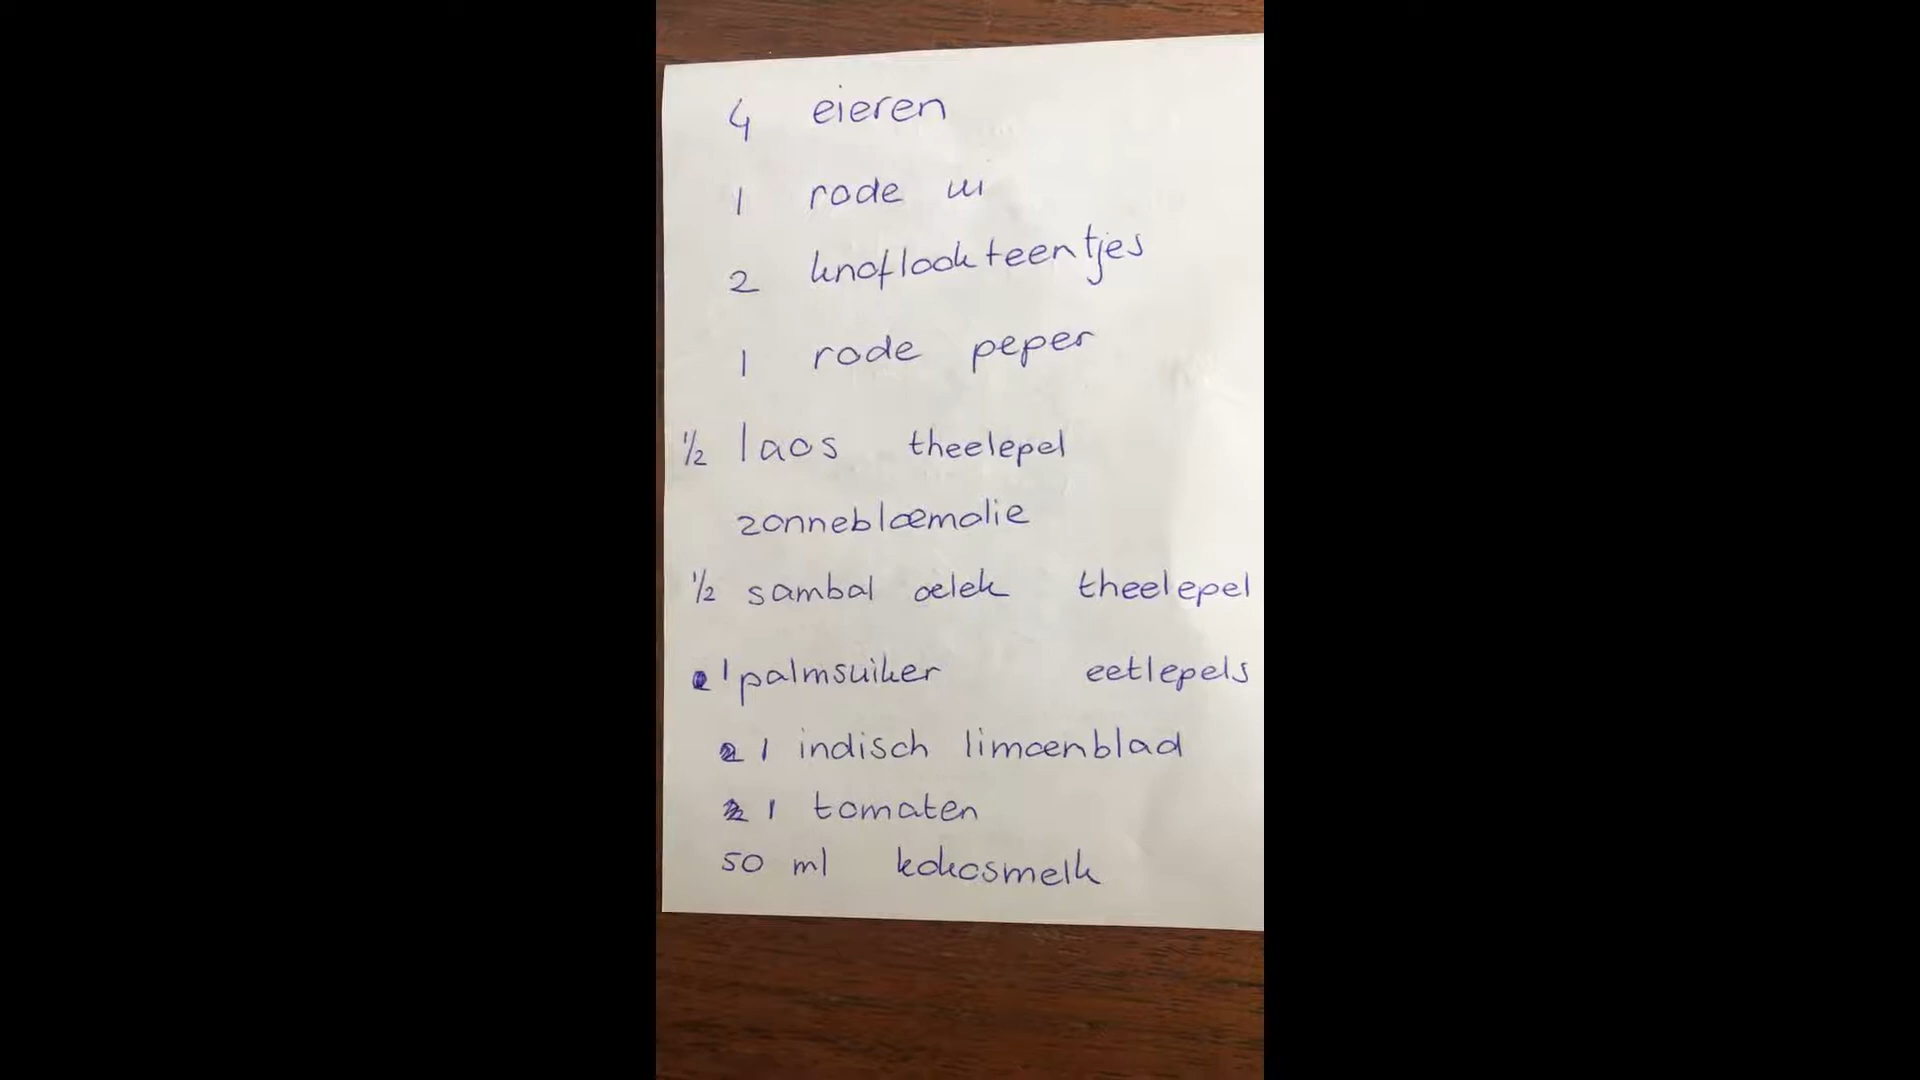 4 eieren
1 rode ui
2 knoflookteentjes
1 rode peper
1/2 laos theelepel
zonnebloemolie
1/2 sambal oelek theelepel
1 palmsuiker eetlepels
1 indisch limoenblad
1 tomaten
50 ml kokosmelk